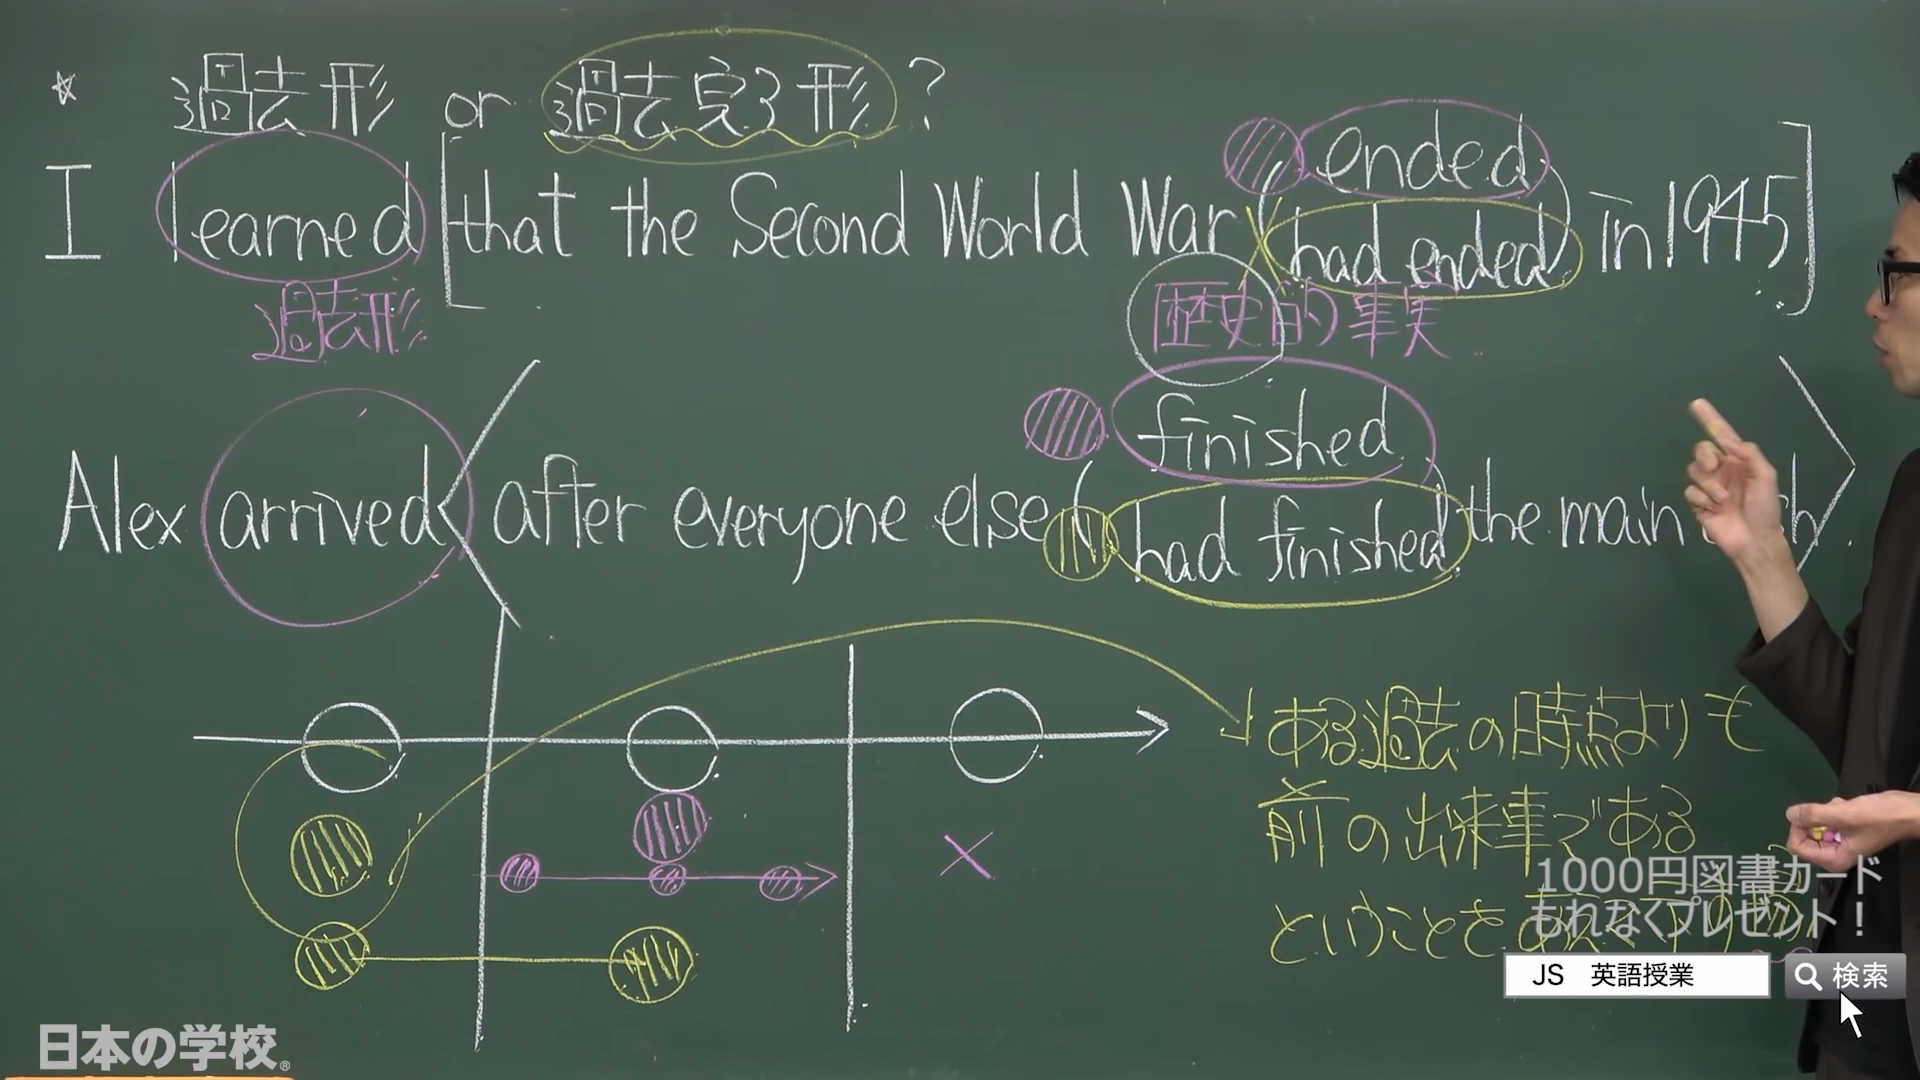 ☆ 過去形 or 過去完了形 ?
I learned [that the Second World War (ended
had ended) in 1945]
過去形
歴史的事実
Alex arrived〈 after everyone else (finished
had finished) the main 〉.
ある過去の時点よりも
前の出来事である
ということを
1000円図書カード
もれなくプレゼント！
JS 英語授業
検索
日本の学校®